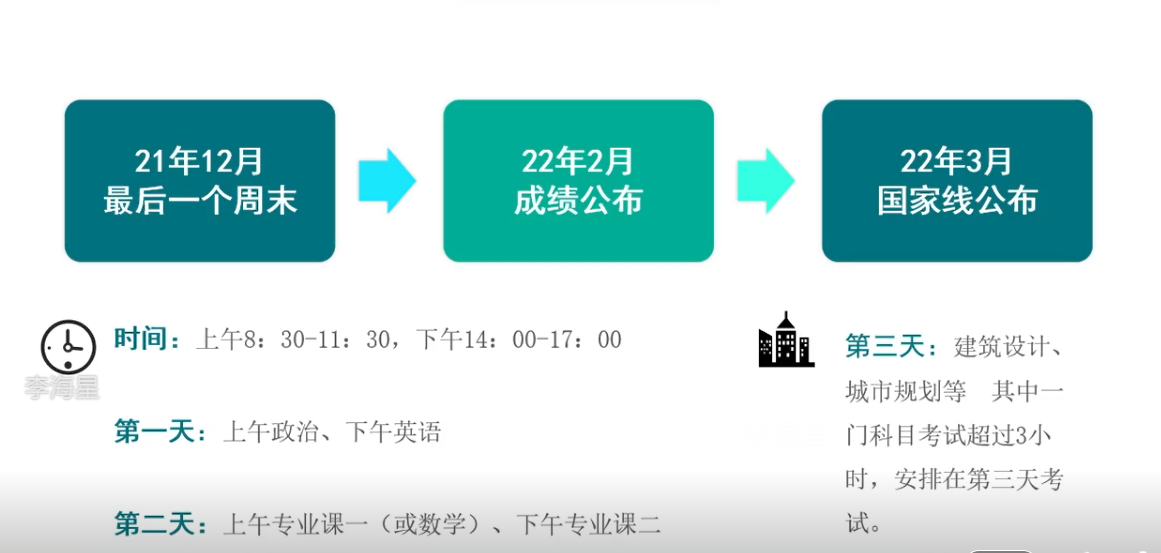 21年12月
最后一个周末
22年2月
成绩公布
22年3月
国家线公布
时间：上午8：30-11：30，下午14：00-17：00
李海星
第一天：上午政治、下午英语
第二天：上午专业课一（或数学）、下午专业课二
第三天：建筑设计、
城市规划等　其中一
门科目考试超过3小
时，安排在第三天考
试。